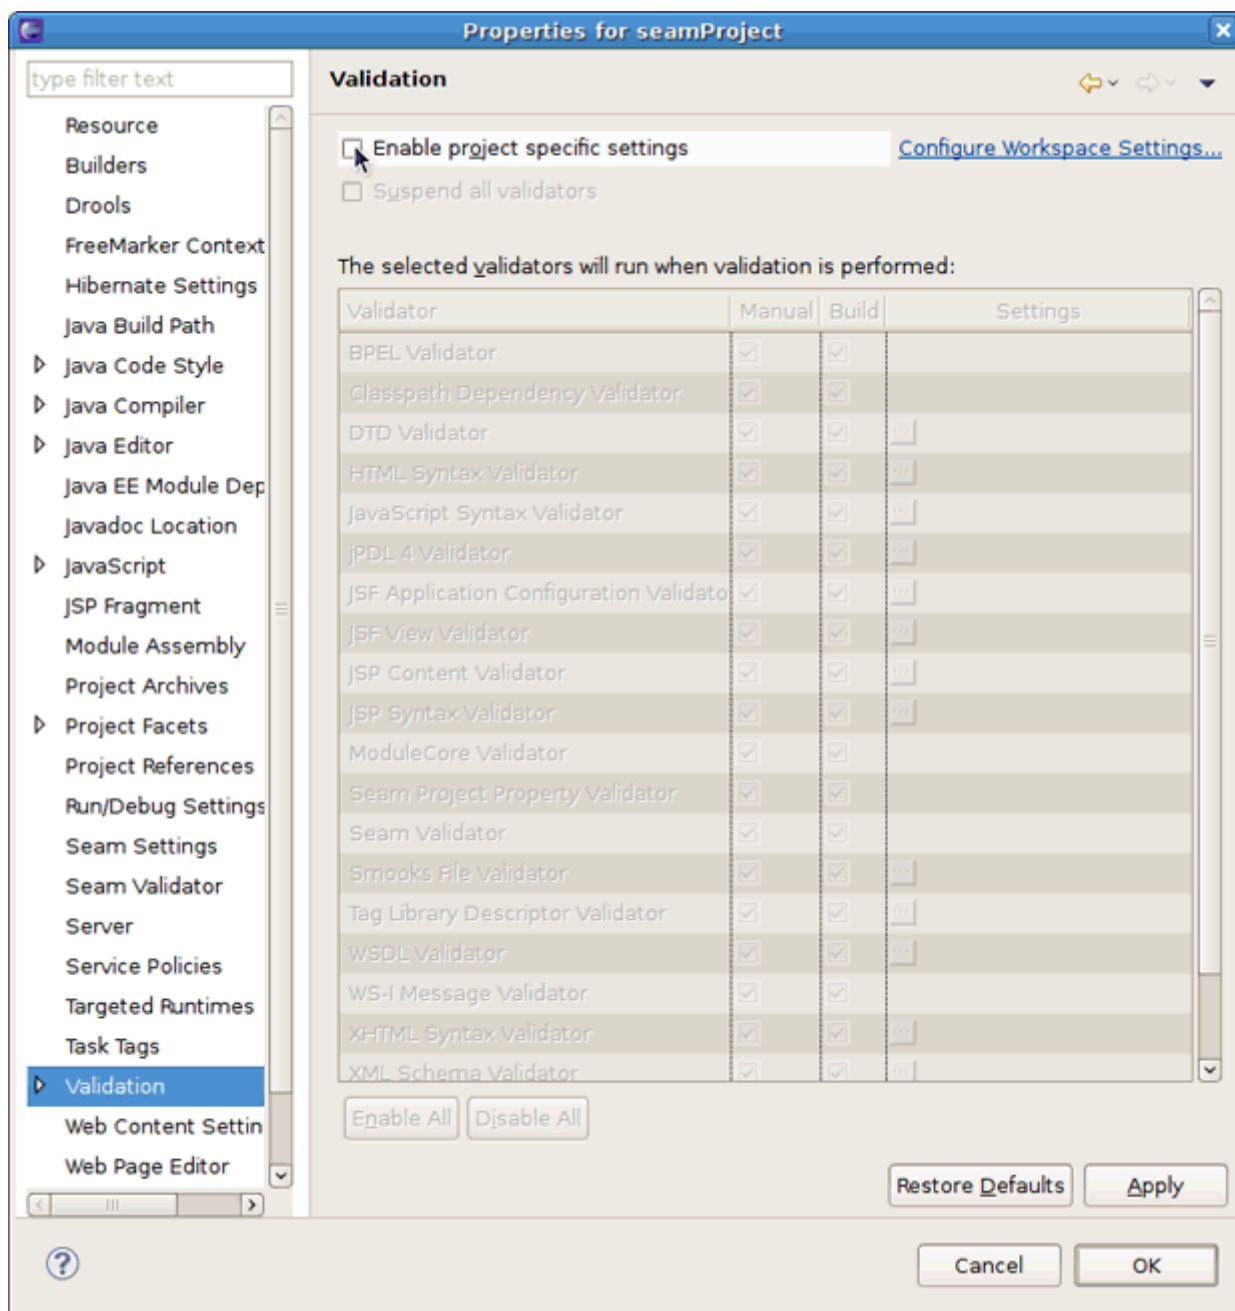 Properties for seamProject
type filter text
Resource
Builders
Drools
FreeMarker Context
Hibernate Settings
Java Build Path
Java Code Style
Java Compiler
Java Editor
Java EE Module Dep
Javadoc Location
JavaScript
JSP Fragment
Module Assembly
Project Archives
Project Facets
Project References
Run/Debug Settings
Seam Settings
Seam Validator
Server
Service Policies
Targeted Runtimes
Task Tags
Validation
Web Content Settin
Web Page Editor
Validation
Enable project specific settings Configure Workspace Settings...
Suspend all validators
The selected validators will run when validation is performed:
Validator Manual Build Settings
BPEL Validator
Classpath Dependency Validator
DTD Validator ...
HTML Syntax Validator ...
JavaScript Syntax Validator ...
jPDL 4 Validator ...
JSF Application Configuration Validato ...
JSF View Validator ...
JSP Content Validator ...
JSP Syntax Validator ...
ModuleCore Validator
Seam Project Property Validator
Seam Validator
Smooks File Validator ...
Tag Library Descriptor Validator ...
WSDL Validator ...
WS-I Message Validator
XHTML Syntax Validator ...
XML Schema Validator ...
Enable All Disable All
Restore Defaults Apply
? Cancel OK